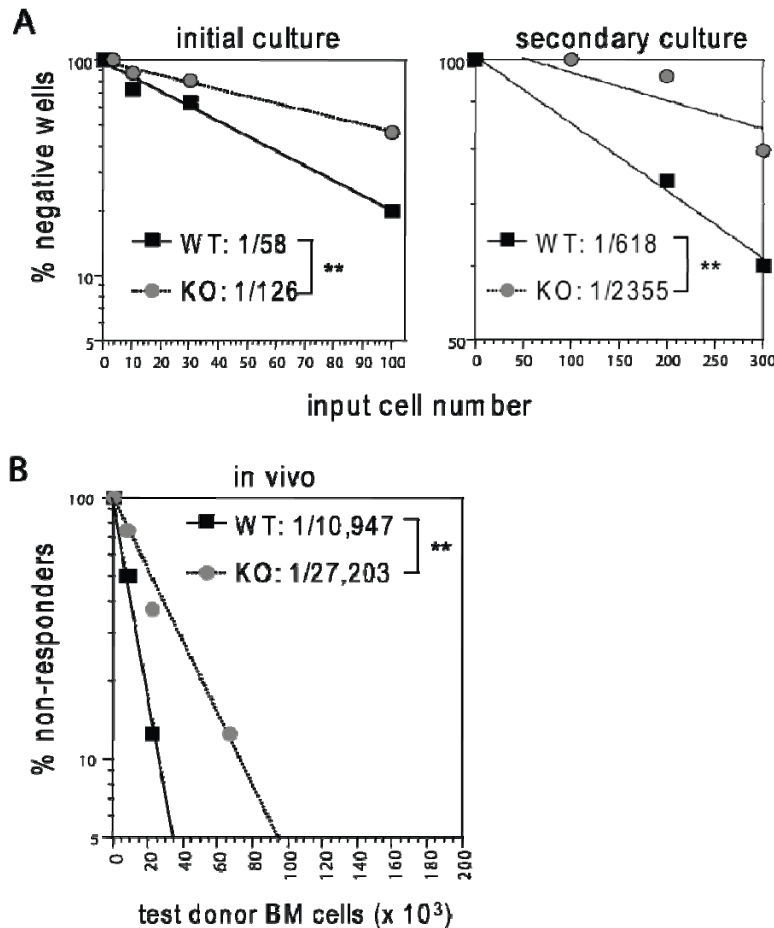 A
initial culture
secondary culture
% negative wells
100
10
5
WT: 1/58
KO: 1/126
**
0 10 20 30 40 50 60 70 80 90 100
100
50
WT: 1/618
KO: 1/2355
**
0 50 100 150 200 250 300
input cell number
B
in vivo
% non-responders
100
10
5
WT: 1/10,947
KO: 1/27,203
**
0 20 40 60 80 100 120 140 160 180 200
test donor BM cells (x 10³)